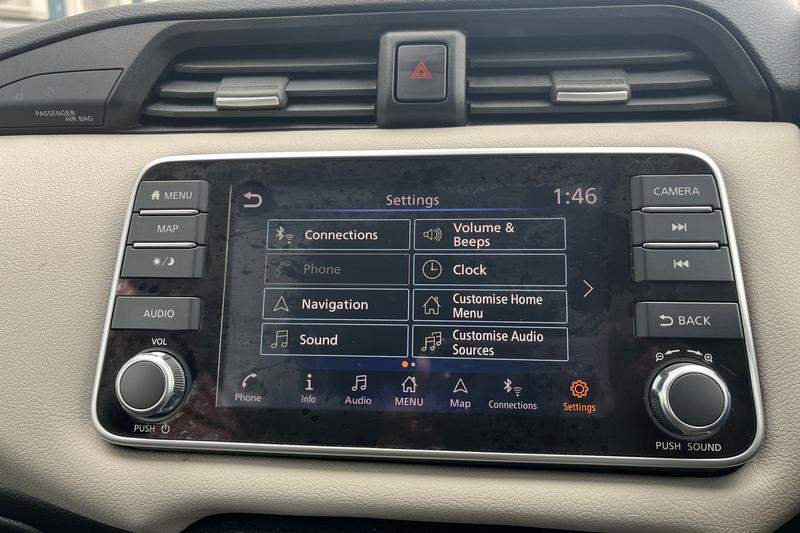 PASSENGER
AIR BAG
MENU
MAP
AUDIO
VOL
PUSH
Settings
1:46
Connections
Volume &
Beeps
Phone
Clock
Navigation
Customise Home
Menu
Sound
Customise Audio
Sources
Phone
Info
Audio
MENU
Map
Connections
Settings
CAMERA
BACK
PUSH SOUND